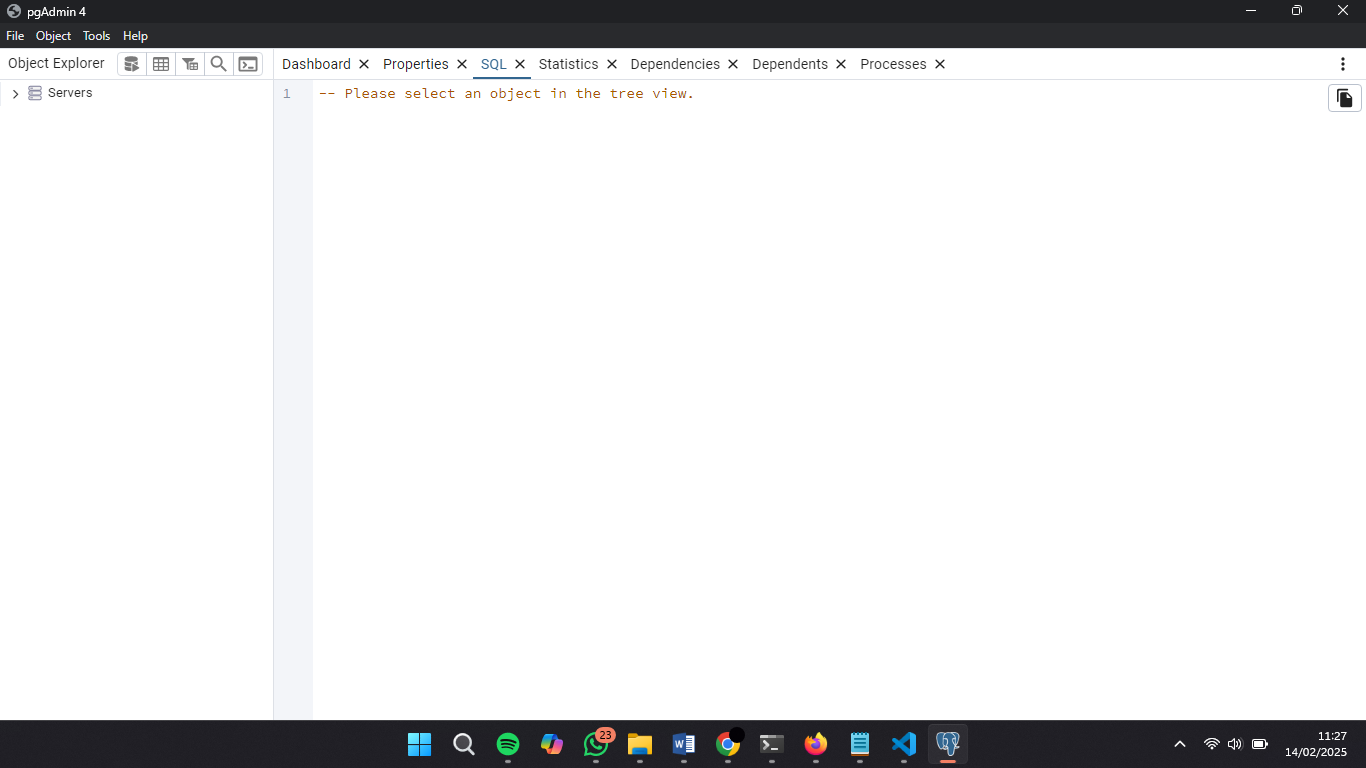 pgAdmin 4
File Object Tools Help
Object Explorer
Dashboard Properties SQL Statistics Dependencies Dependents Processes
Servers
1 -- Please select an object in the tree view.
23
11:27
14/02/2025